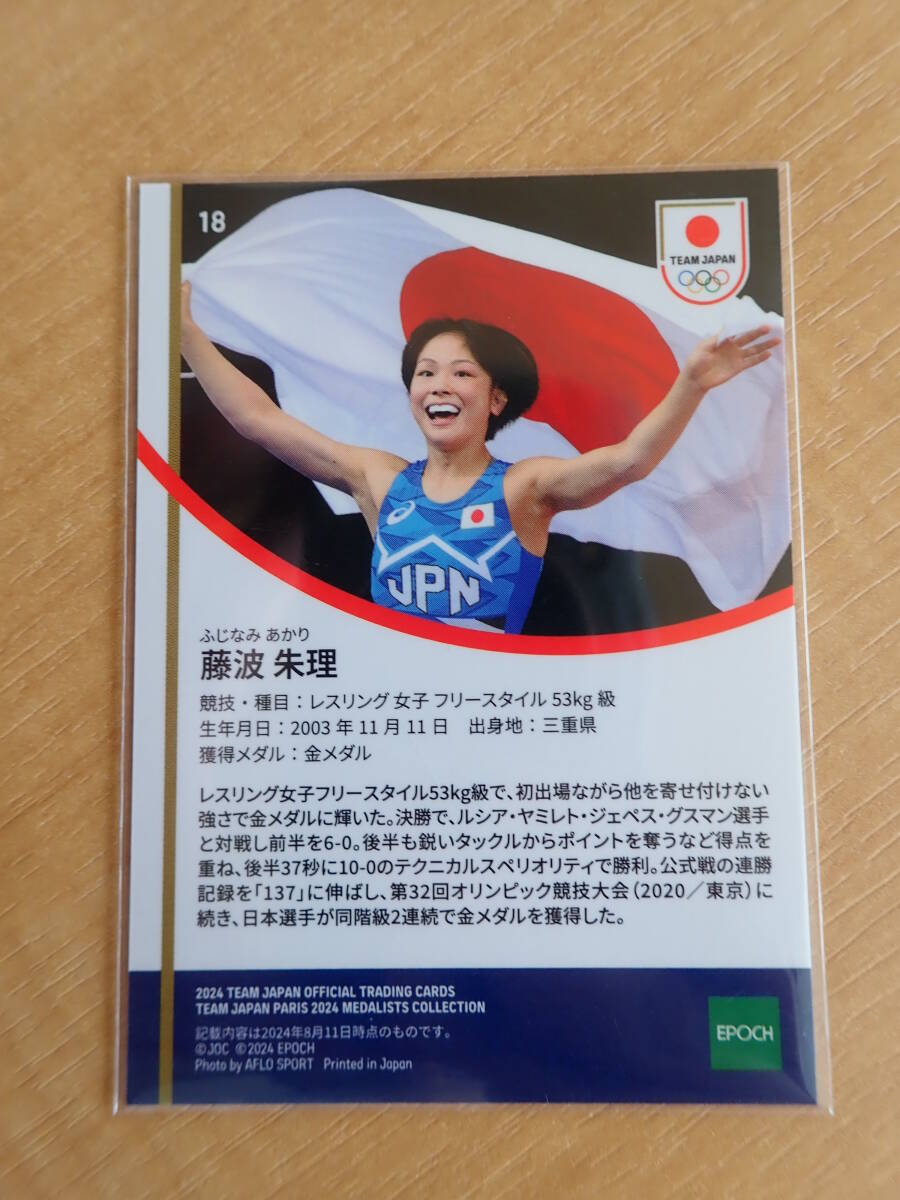 18
TEAM JAPAN
JPN
ふじなみ あかり
藤波 朱理
競技・種目：レスリング 女子 フリースタイル 53kg 級
生年月日：2003 年 11 月 11 日　出身地：三重県
獲得メダル：金メダル
レスリング女子フリースタイル53kg級で、初出場ながら他を寄せ付けない
強さで金メダルに輝いた。決勝で、ルシア・ヤミレト・ジェペス・グスマン選手
と対戦し前半を6-0。後半も鋭いタックルからポイントを奪うなど得点を
重ね、後半37秒に10-0のテクニカルスペリオリティで勝利。公式戦の連勝
記録を「137」に伸ばし、第32回オリンピック競技大会（2020／東京）に
続き、日本選手が同階級2連続で金メダルを獲得した。
2024 TEAM JAPAN OFFICIAL TRADING CARDS
TEAM JAPAN PARIS 2024 MEDALISTS COLLECTION
記載内容は2024年8月11日時点のものです。
©JOC ©2024 EPOCH
Photo by AFLO SPORT Printed in Japan
EPOCH